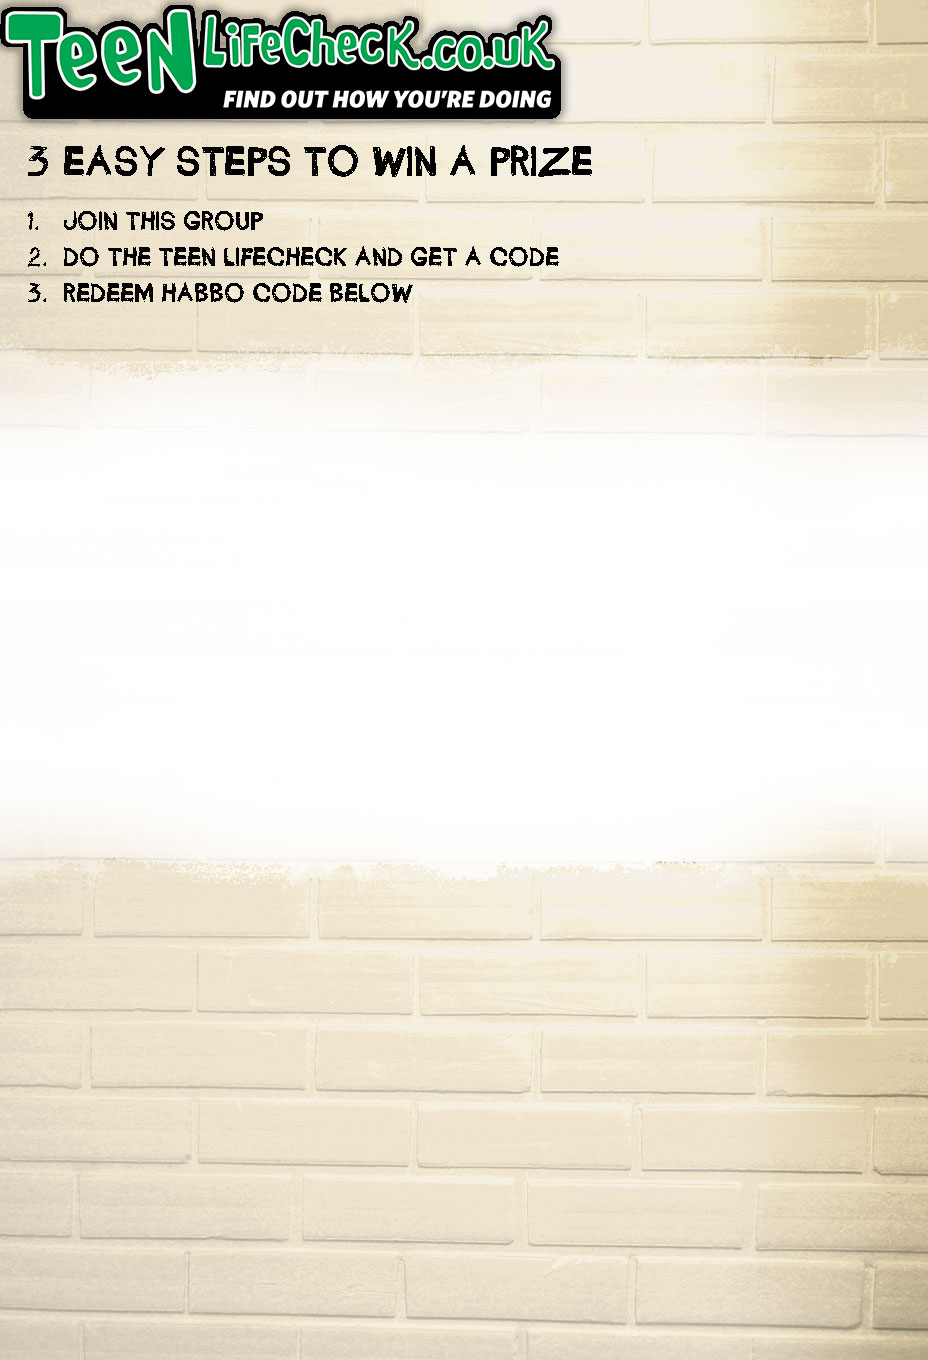 TEEN LIFECHECK.CO.UK
FIND OUT HOW YOU'RE DOING
3 EASY STEPS TO WIN A PRIZE
1. JOIN THIS GROUP
2. DO THE TEEN LIFECHECK AND GET A CODE
3. REDEEM HABBO CODE BELOW